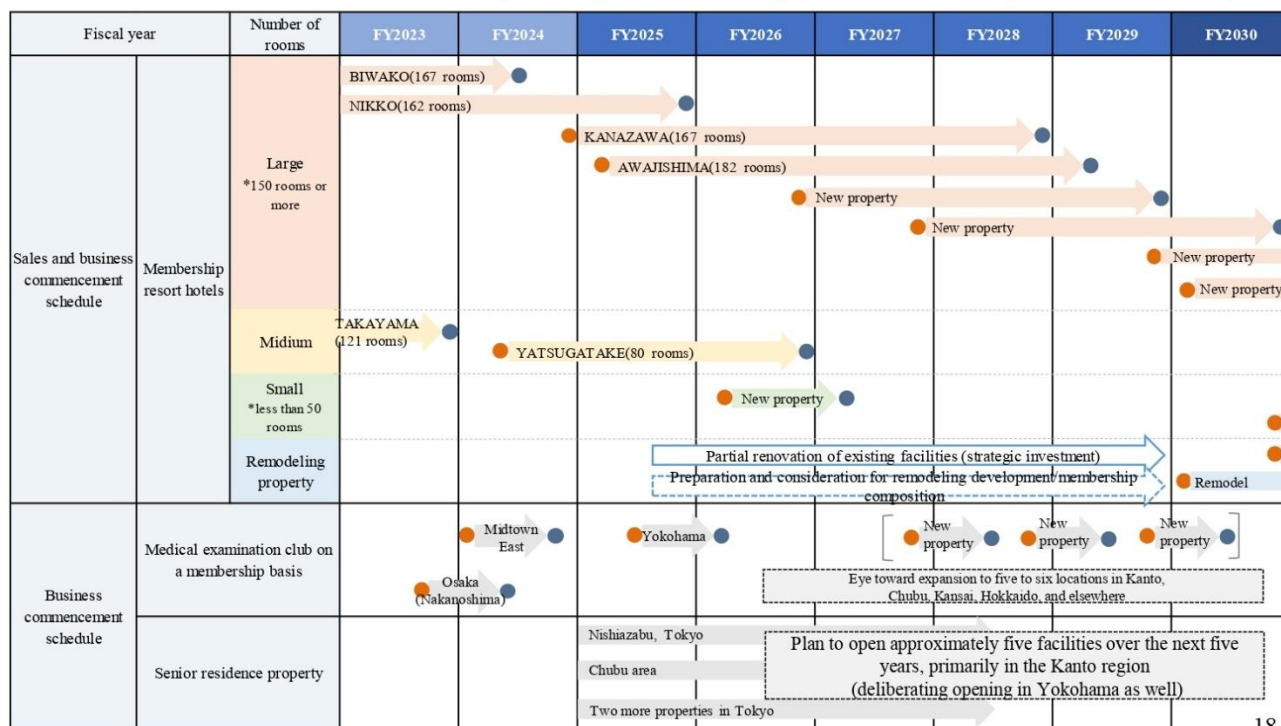 Fiscal year
Number of
rooms
FY2023
FY2024
FY2025
FY2026
FY2027
FY2028
FY2029
FY2030
Sales and business
commencement
schedule
Membership
resort hotels
Large
*150 rooms or
more
BIWAKO(167 rooms)
NIKKO(162 rooms)
KANAZAWA(167 rooms)
AWAJISHIMA(182 rooms)
New property
New property
New property
New property
Midium
TAKAYAMA
(121 rooms)
YATSUGATAKE(80 rooms)
Small
*less than 50
rooms
New property
Remodeling
property
Partial renovation of existing facilities (strategic investment)
Preparation and consideration for remodeling development/membership
composition
Remodel
Business
commencement
schedule
Medical examination club on
a membership basis
Midtown
East
Yokohama
New
property
New
property
New
property
Osaka
(Nakanoshima)
Eye toward expansion to five to six locations in Kanto,
Chubu, Kansai, Hokkaido, and elsewhere
Senior residence property
Nishiazabu, Tokyo
Chubu area
Two more properties in Tokyo
Plan to open approximately five facilities over the next five
years, primarily in the Kanto region
(deliberating opening in Yokohama as well)
18